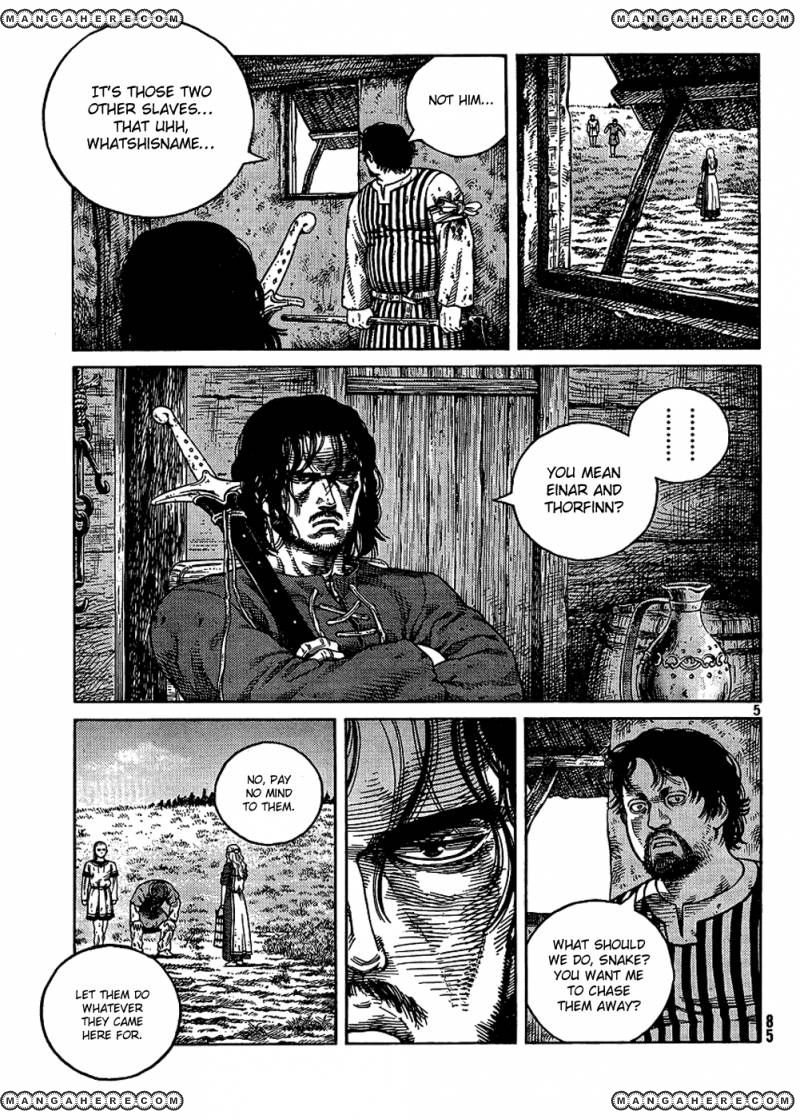 MANGAHERE.COM
MANGAHERE.COM
NOT HIM...
IT'S THOSE TWO
OTHER SLAVES...
THAT UHH,
WHATSHISNAME...
YOU MEAN
EINAR AND
THORFINN?
5
WHAT SHOULD
WE DO, SNAKE?
YOU WANT ME
TO CHASE
THEM AWAY?
NO, PAY
NO MIND
TO THEM.
LET THEM DO
WHATEVER
THEY CAME
HERE FOR.
85
MANGAHERE.COM
MANGAHERE.COM